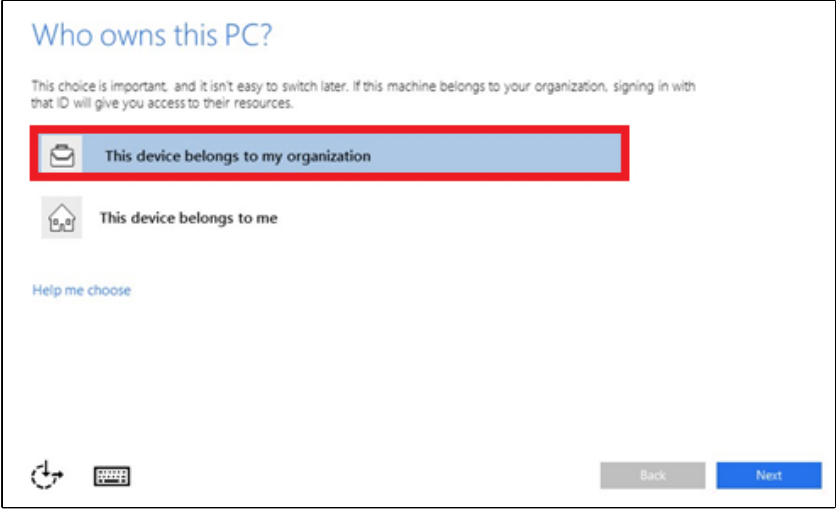 Who owns this PC?
This choice is important, and it isn't easy to switch later. If this machine belongs to your organization, signing in with
that ID will give you access to their resources.
This device belongs to my organization
This device belongs to me
Help me choose
Back
Next